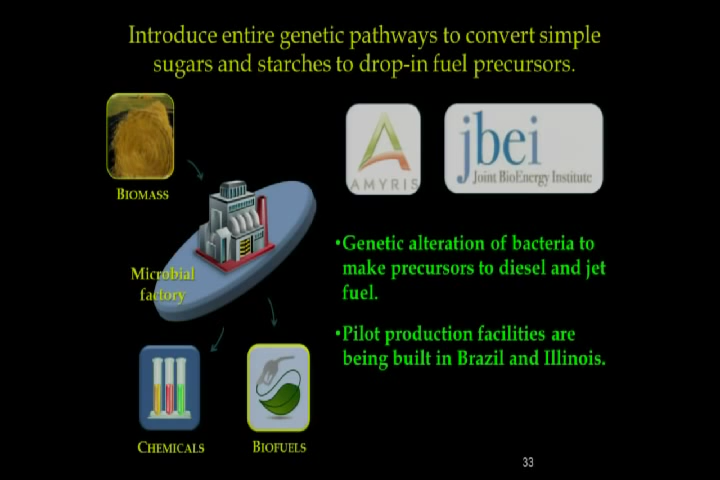 Introduce entire genetic pathways to convert simple
sugars and starches to drop-in fuel precursors.
BIOMASS
AMYRIS
jbei
Joint BioEnergy Institute
Microbial
factory
•Genetic alteration of bacteria to
make precursors to diesel and jet
fuel.
•Pilot production facilities are
being built in Brazil and Illinois.
CHEMICALS
BIOFUELS
33